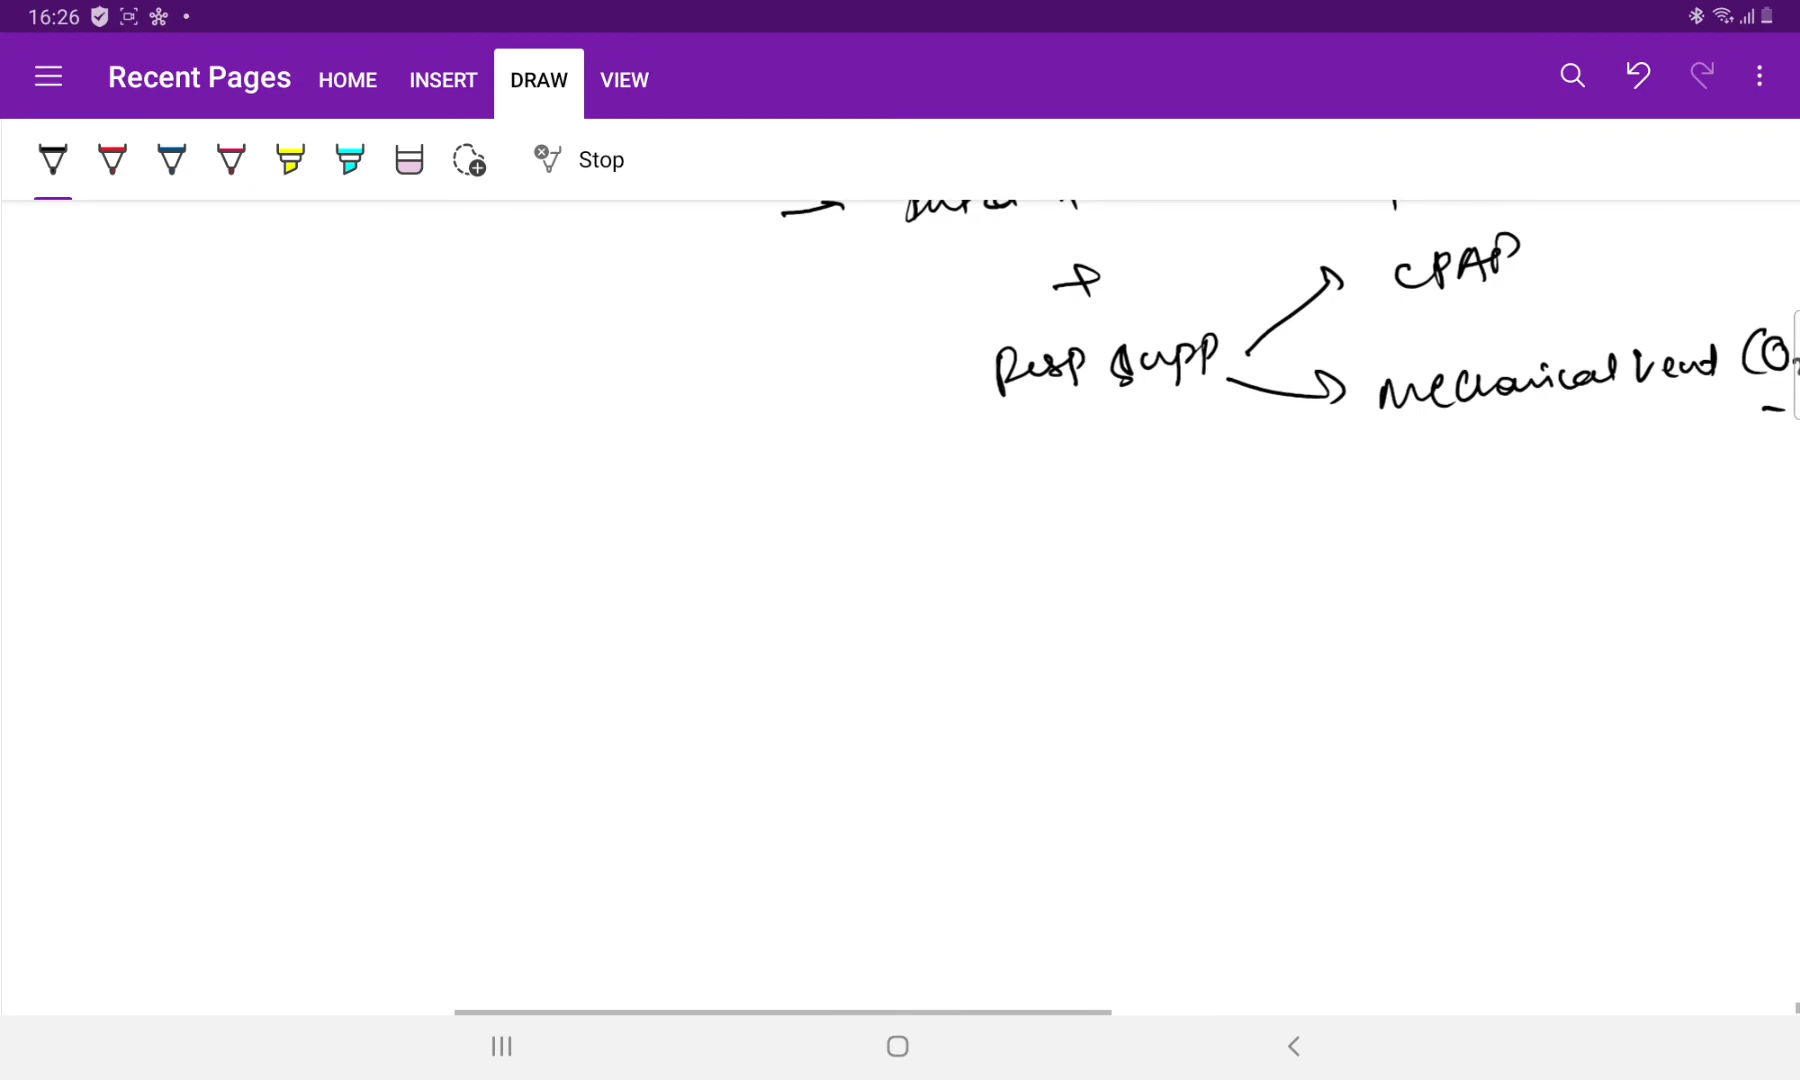 16:26
Recent Pages HOME INSERT DRAW VIEW
Stop
→
+
CPAP
Resp Supp
Mechanical Vent (O